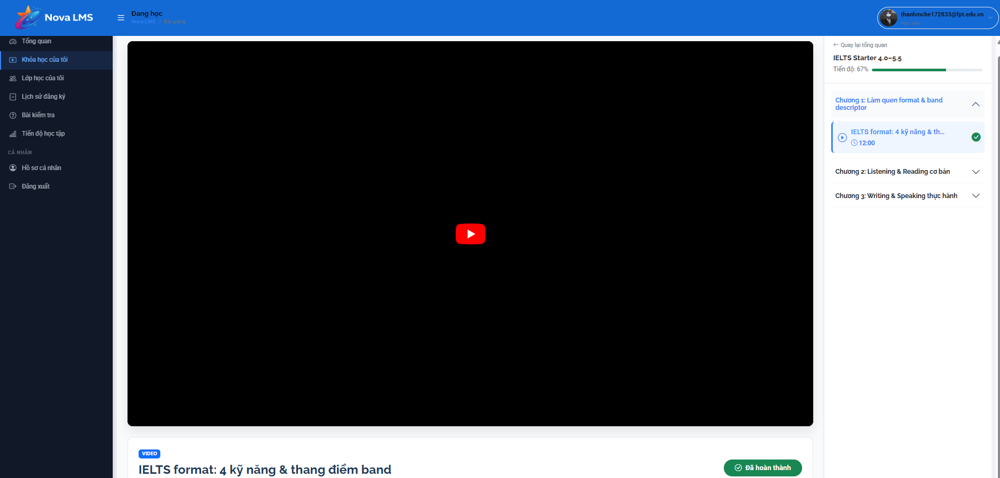 Nova LMS
Đang học
Nova LMS > Bài giảng
thanhmche172833@fpt.edu.vn
Học viên
Tổng quan
Khóa học của tôi
Lớp học của tôi
Lịch sử đăng ký
Bài kiểm tra
Tiến độ học tập
CÁ NHÂN
Hồ sơ cá nhân
Đăng xuất
VIDEO
IELTS format: 4 kỹ năng & thang điểm band
Đã hoàn thành
← Quay lại tổng quan
IELTS Starter 4.0–5.5
Tiến độ: 67%
Chương 1: Làm quen format & band
descriptor
IELTS format: 4 kỹ năng & th...
12:00
Chương 2: Listening & Reading cơ bản
Chương 3: Writing & Speaking thực hành